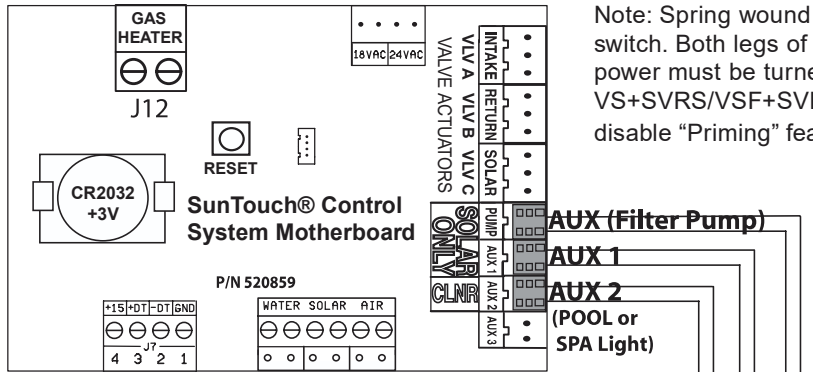 GAS
HEATER
J12
18VAC 24VAC
Note: Spring wound
switch. Both legs of
power must be turne
VS+SVRS/VSF+SVI
disable “Priming” fea
VALVE ACTUATORS
VLV A VLV B VLV C
INTAKE RETURN SOLAR
RESET
CR2032
+3V
SunTouch® Control
System Motherboard
P/N 520859
SOLAR
ONLY
CLNR
PUMP AUX 1 AUX 2 AUX 3
AUX (Filter Pump)
AUX 1
AUX 2
(POOL or
SPA Light)
+15 +DT -DT GND
J7
4 3 2 1
WATER SOLAR AIR